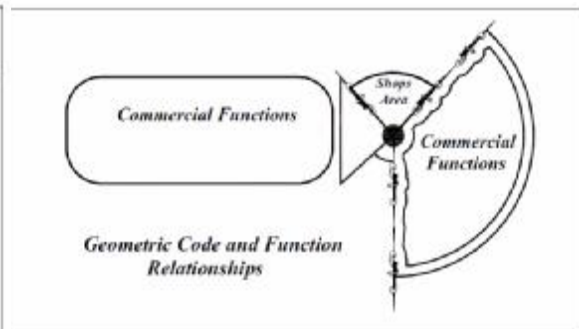 Shops
Area
Commercial Functions
Commercial
Functions
Geometric Code and Function
Relationships